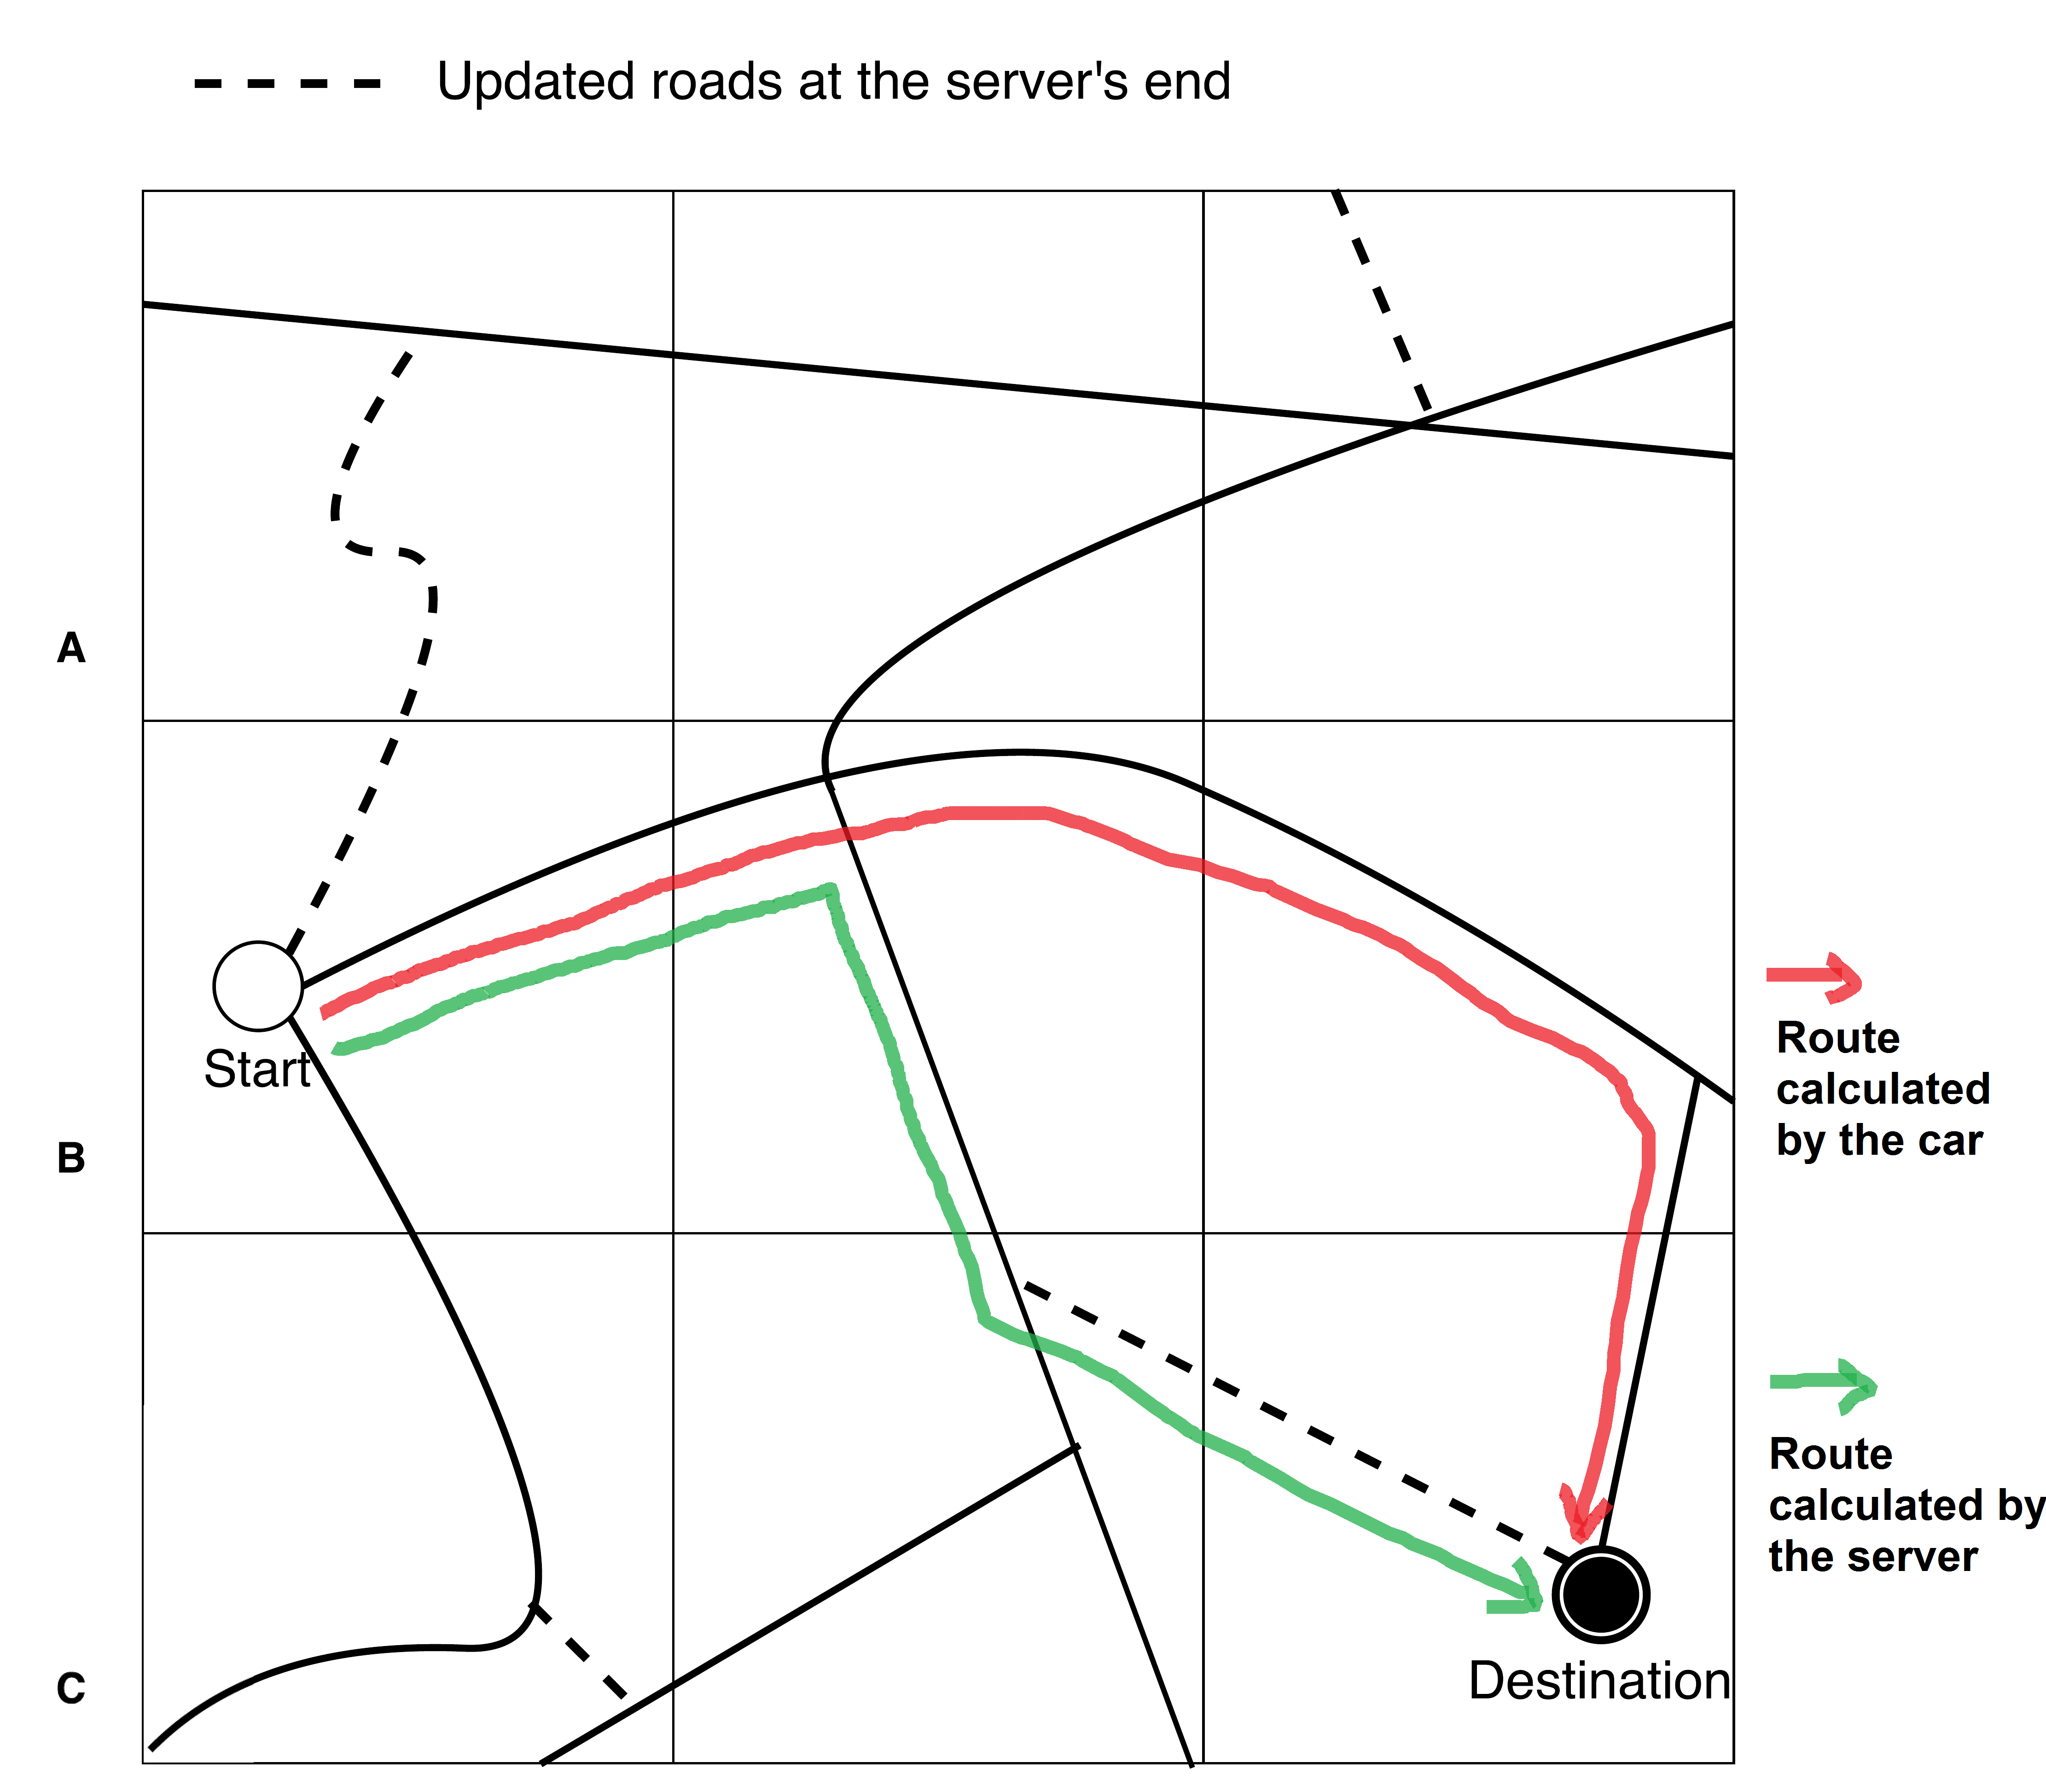 Updated roads at the server's end
A
Start
B
Route
calculated
by the car
Route
calculated by
the server
Destination
C